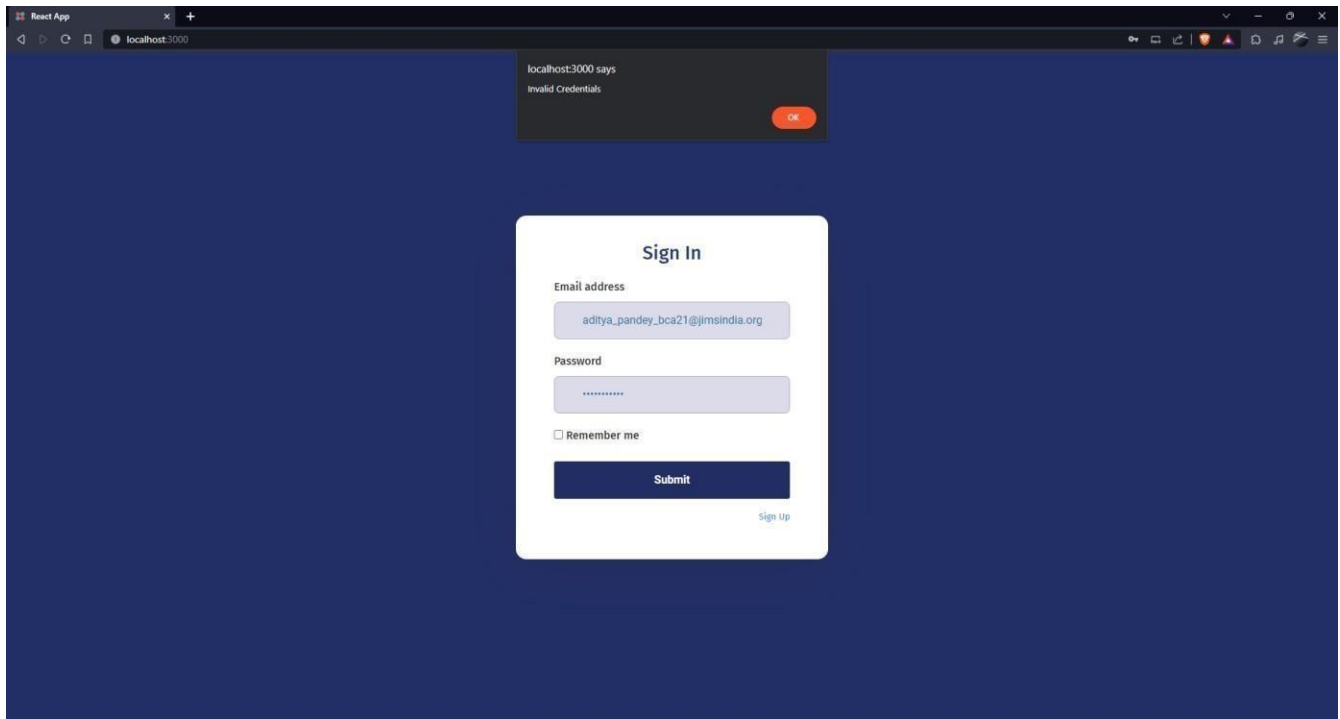 React App
localhost:3000
localhost:3000 says
Invalid Credentials
OK
Sign In
Email address
aditya_pandey_bca21@jimsindia.org
Password
•••••••••••
Remember me
Submit
Sign Up